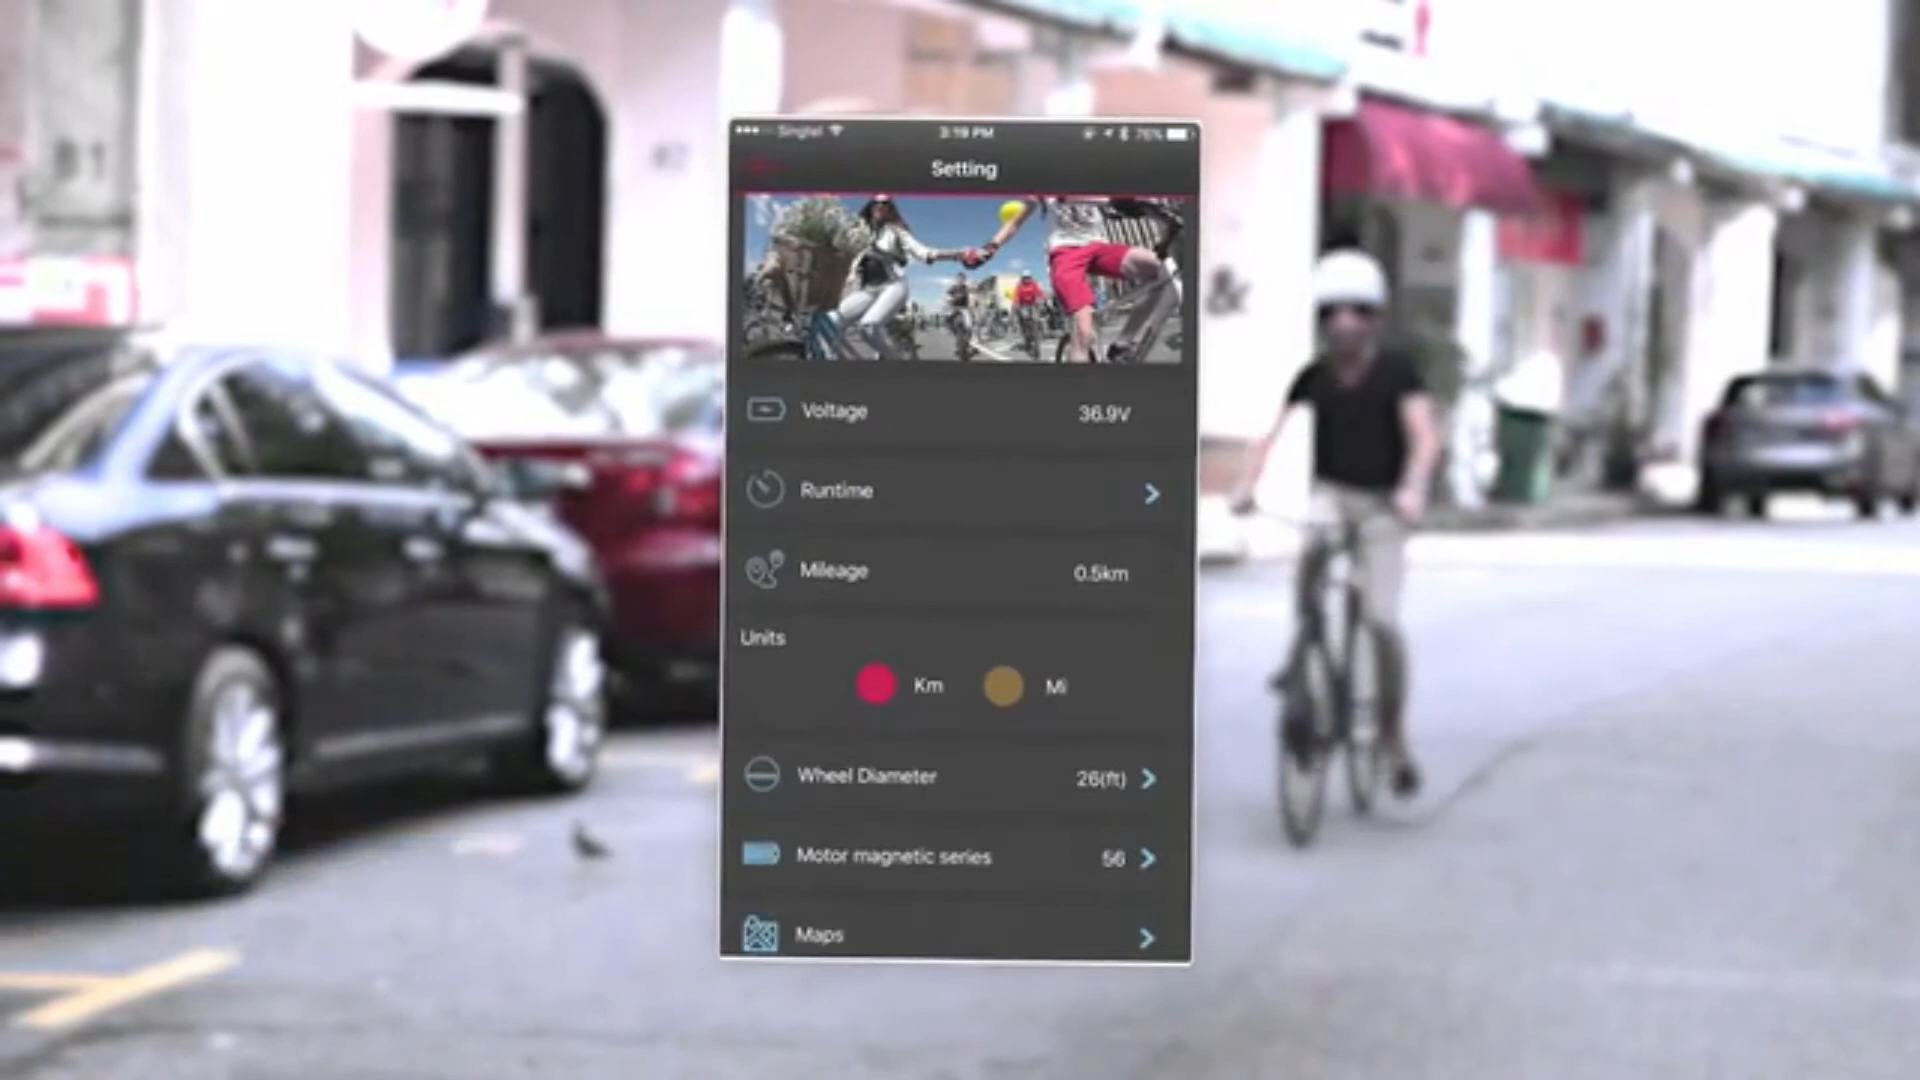 Singtel 3:19 PM 76%
Setting
Voltage 36.9V
Runtime
Mileage 0.5km
Units
Km Mi
Wheel Diameter 26(ft)
Motor magnetic series 56
Maps